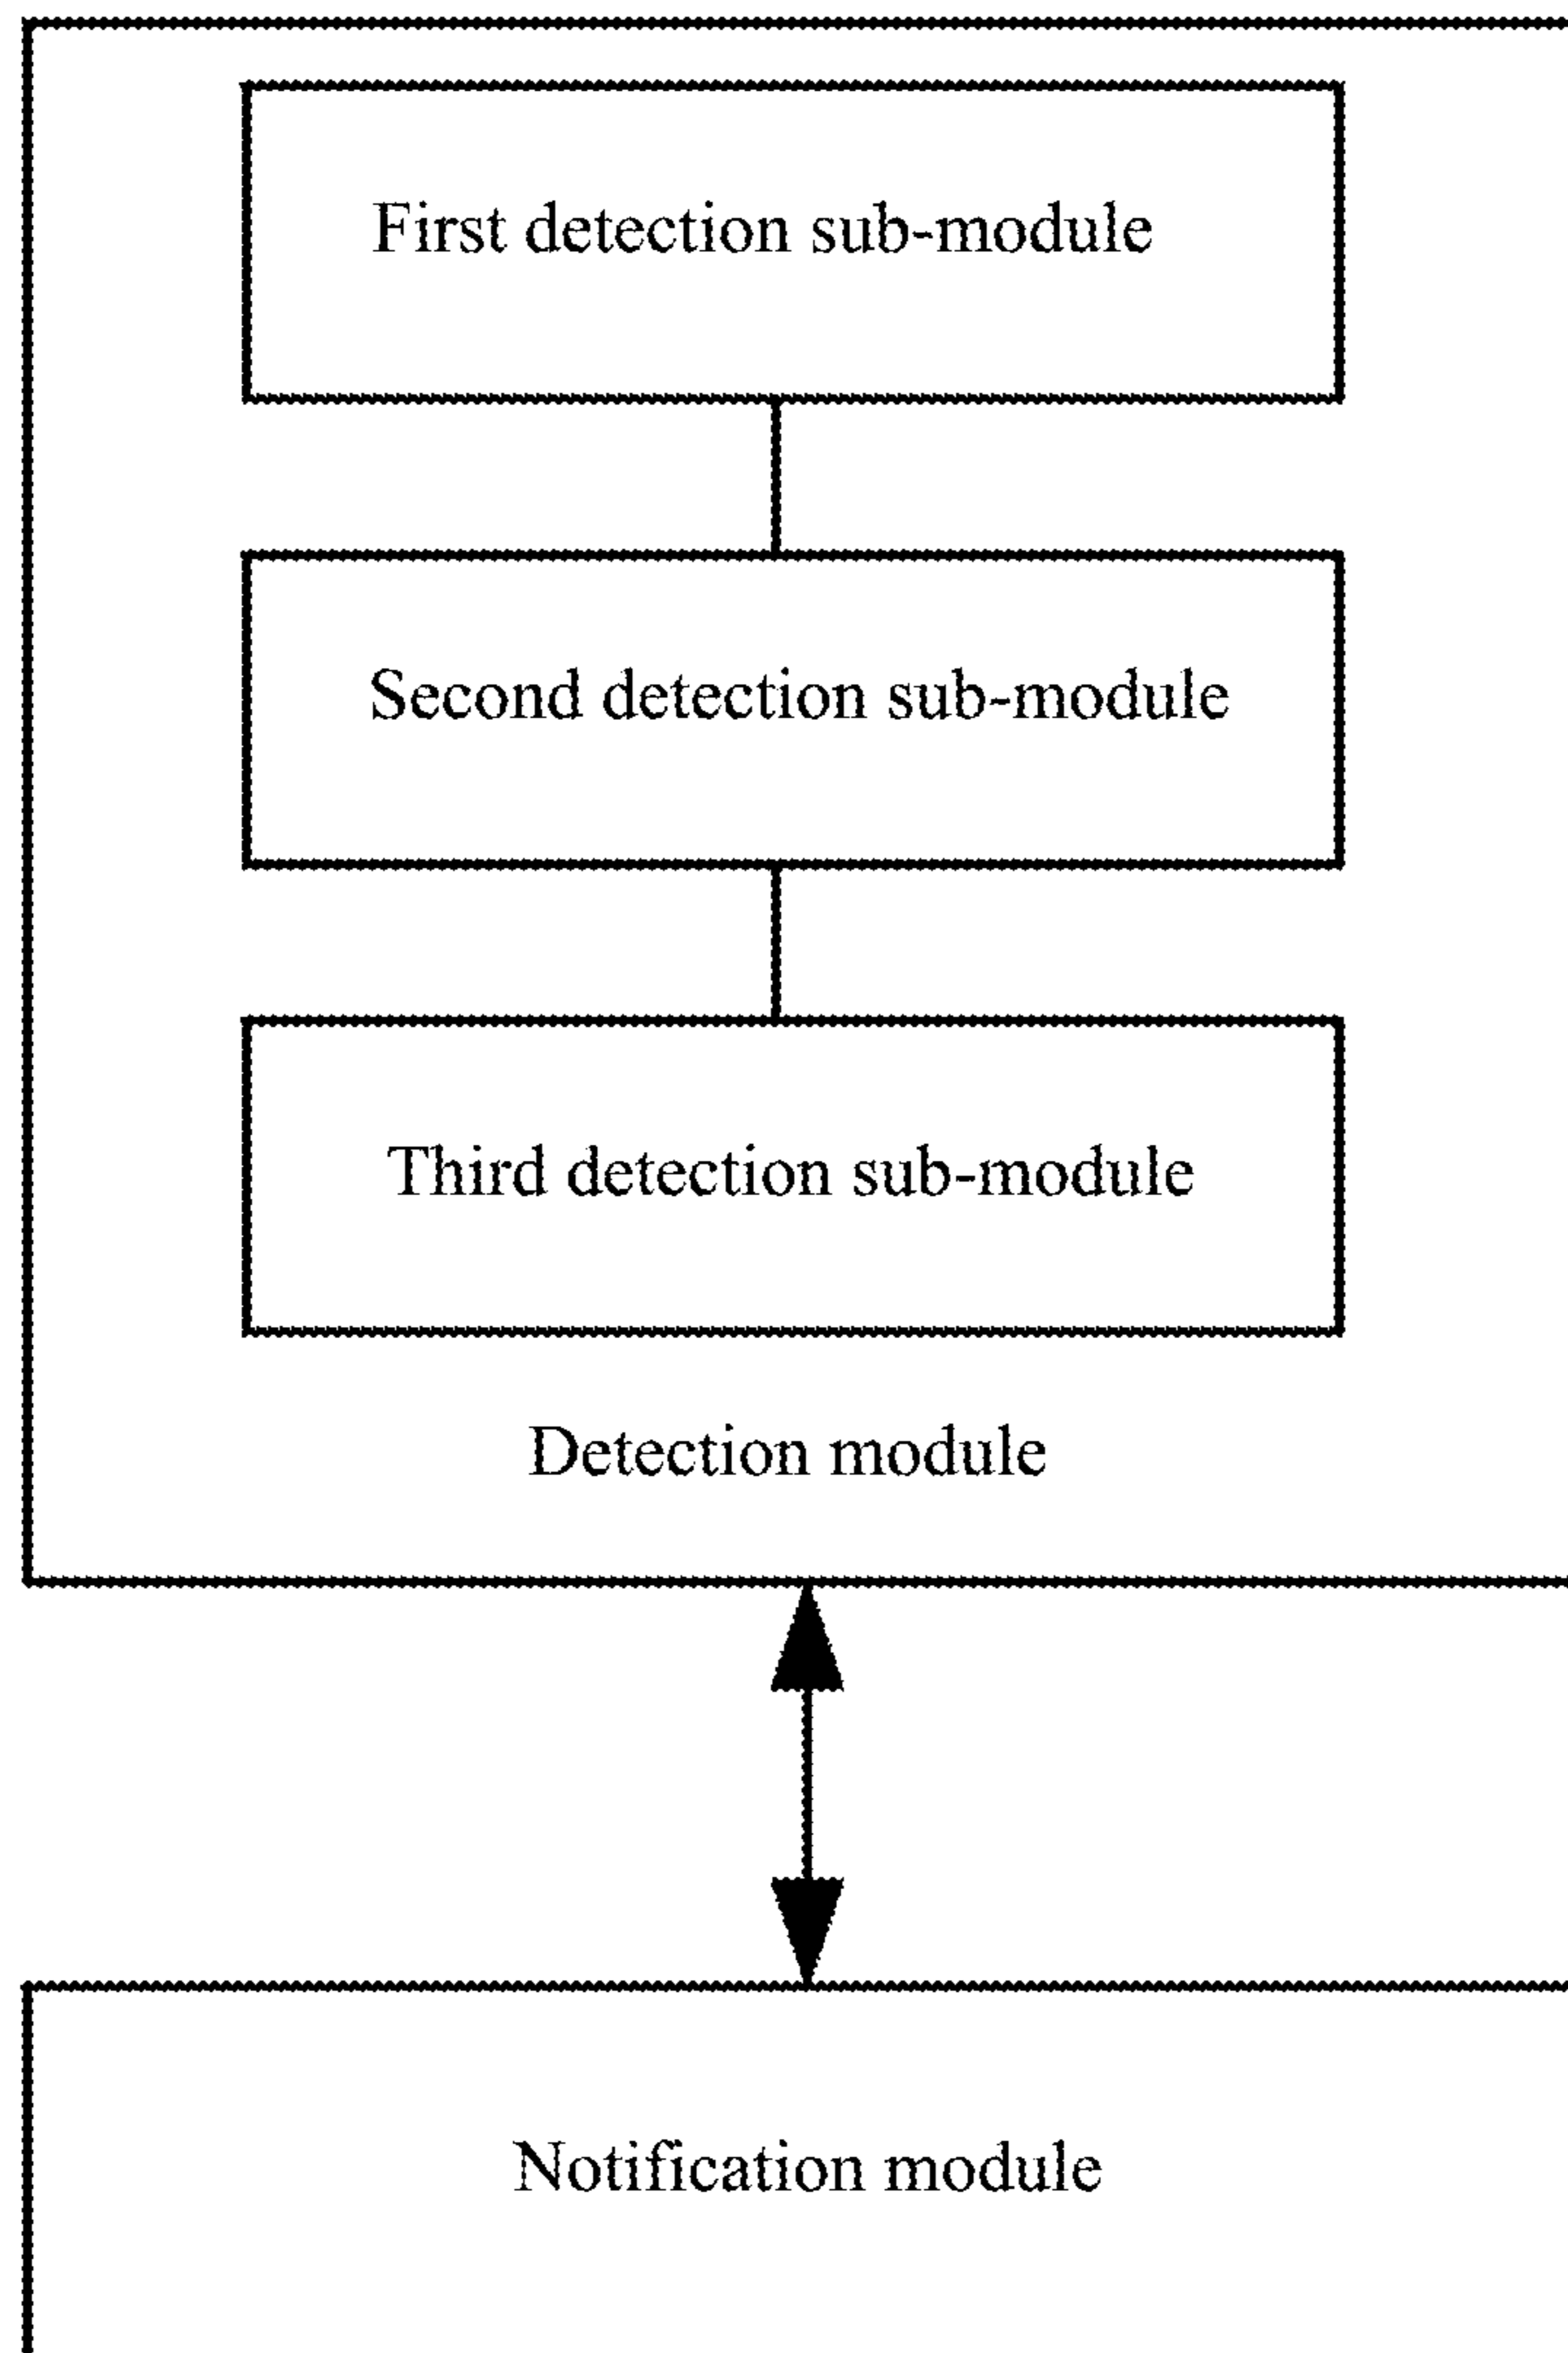 First detection sub-module
Second detection sub-module
Third detection sub-module
Detection module
Notification module